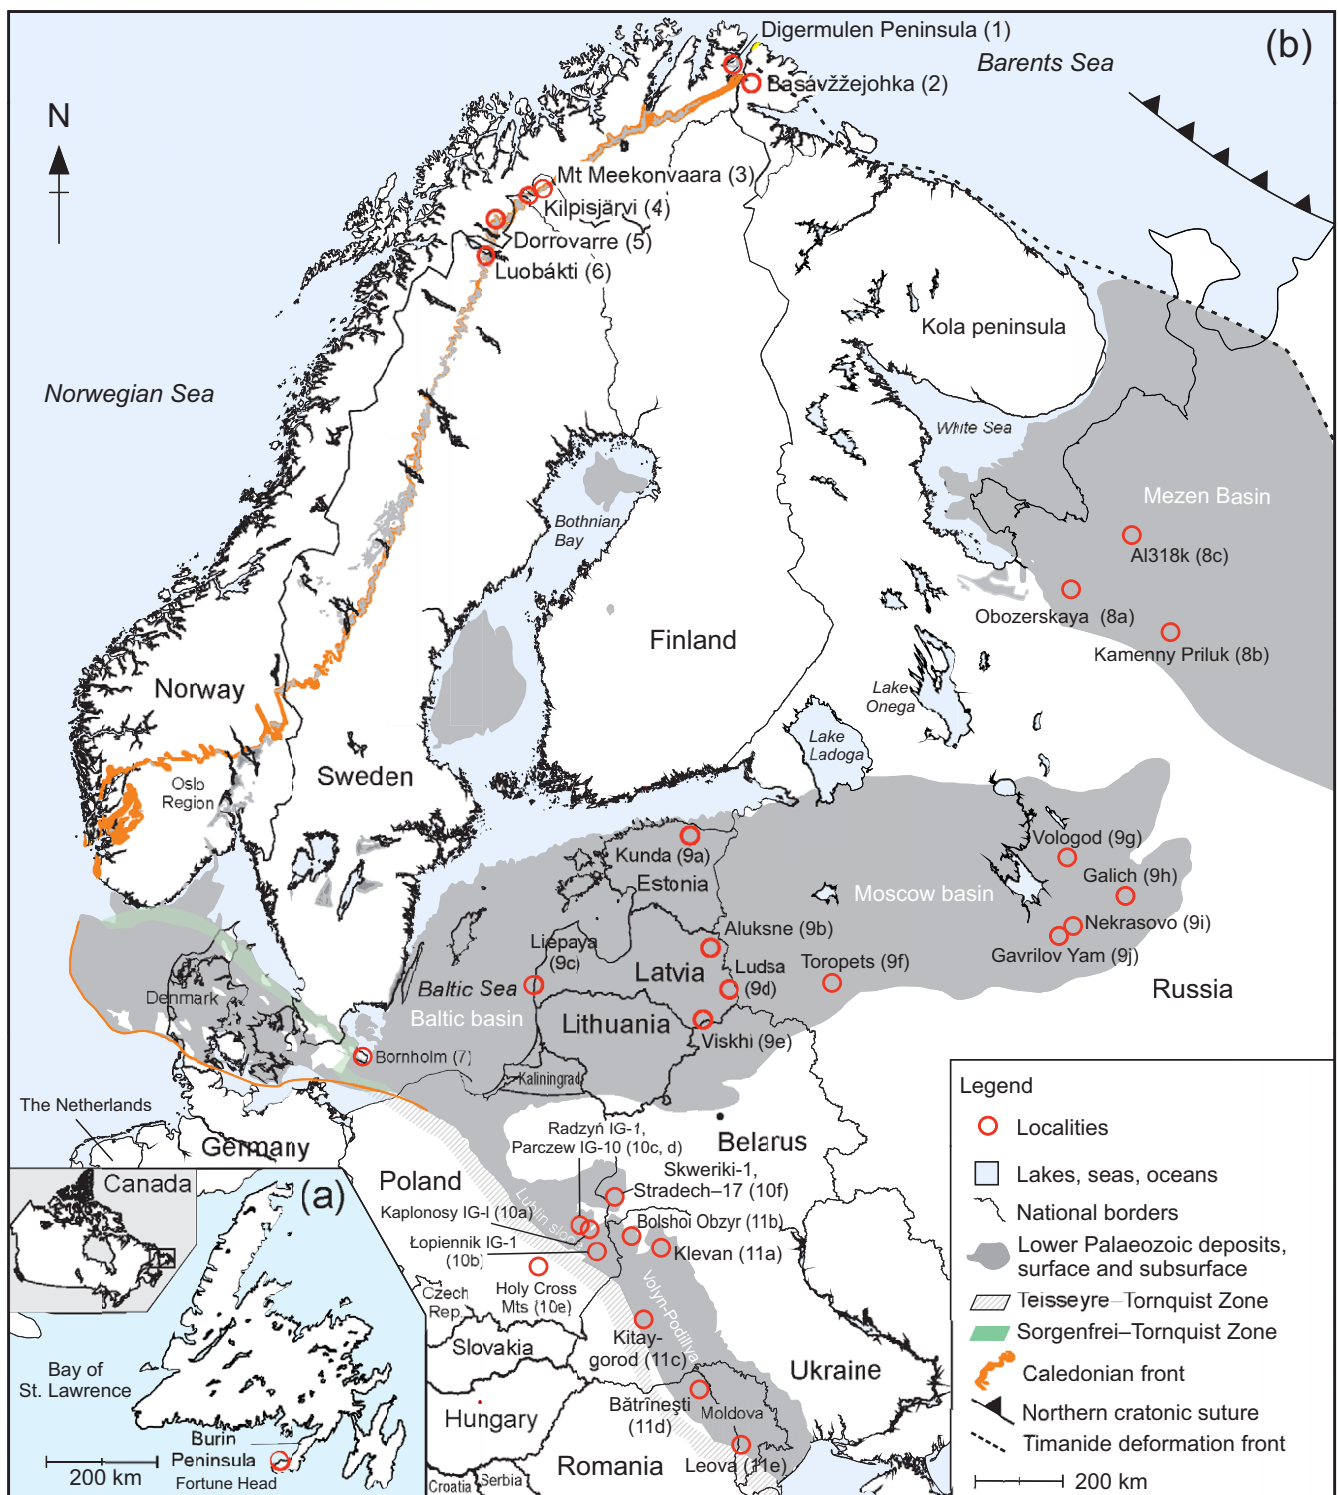 Digermulen Peninsula (1)
(b)
Barents Sea
Basávžžejohka (2)
N
Mt Meekonvaara (3)
Kilpisjärvi (4)
Dorrovarre (5)
Luobákti (6)
Kola peninsula
Norwegian Sea
White Sea
Mezen Basin
Bothnian
Bay
Al318k (8c)
Obozerskaya (8a)
Kamenny Priluk (8b)
Finland
Norway
Lake
Onega
Lake
Ladoga
Sweden
Oslo
Region
Vologod (9g)
Kunda (9a)
Galich (9h)
Estonia
Moscow basin
Nekrasovo (9i)
Aluksne (9b)
Gavrilov Yam (9j)
Liepaya
(9c)
Latvia
Ludsa
(9d)
Toropets (9f)
Russia
Baltic Sea
Denmark
Baltic basin
Lithuania
Viskhi (9e)
Bornholm (7)
Kaliningrad
The Netherlands
Germany
Radzyń IG-1,
Parczew IG-10 (10c, d)
Belarus
Poland
Skweriki-1,
Stradech–17 (10f)
Kaplonosy IG-I (10a)
Lublin slope
Bolshoi Obzyr (11b)
Łopiennik IG-1
(10b)
Klevan (11a)
Holy Cross
Mts (10e)
Volyn-Podillya
Czech
Rep.
Kitay-
gorod (11c)
Slovakia
Ukraine
Bătrîneşti
(11d)
Moldova
Hungary
Leova (11e)
Romania
Croatia
Serbia
Canada
(a)
Bay of
St. Lawrence
Burin
Peninsula
Fortune Head
200 km
Legend
Localities
Lakes, seas, oceans
National borders
Lower Palaeozoic deposits,
surface and subsurface
Teisseyre–Tornquist Zone
Sorgenfrei–Tornquist Zone
Caledonian front
Northern cratonic suture
Timanide deformation front
200 km